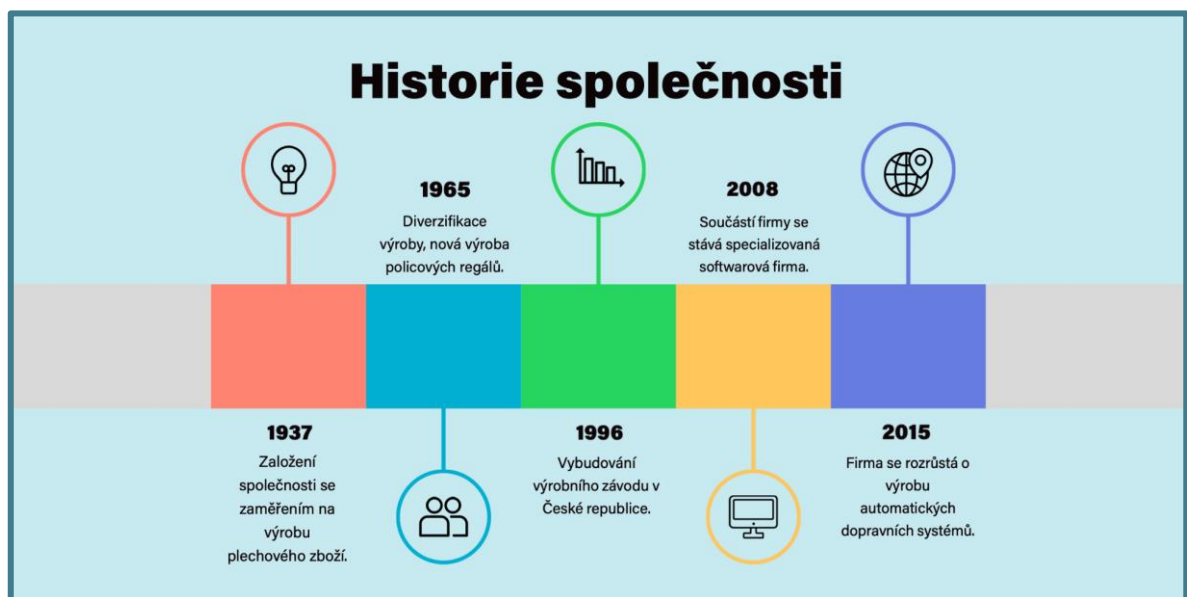 Historie společnosti
1937
Založení
společnosti se
zaměřením na
výrobu
plechového zboží.
1965
Diverzifikace
výroby, nová výroba
policových regálů.
1996
Vybudování
výrobního závodu v
České republice.
2008
Součástí firmy se
stává specializovaná
softwarová firma.
2015
Firma se rozrůstá o
výrobu
automatických
dopravních systémů.